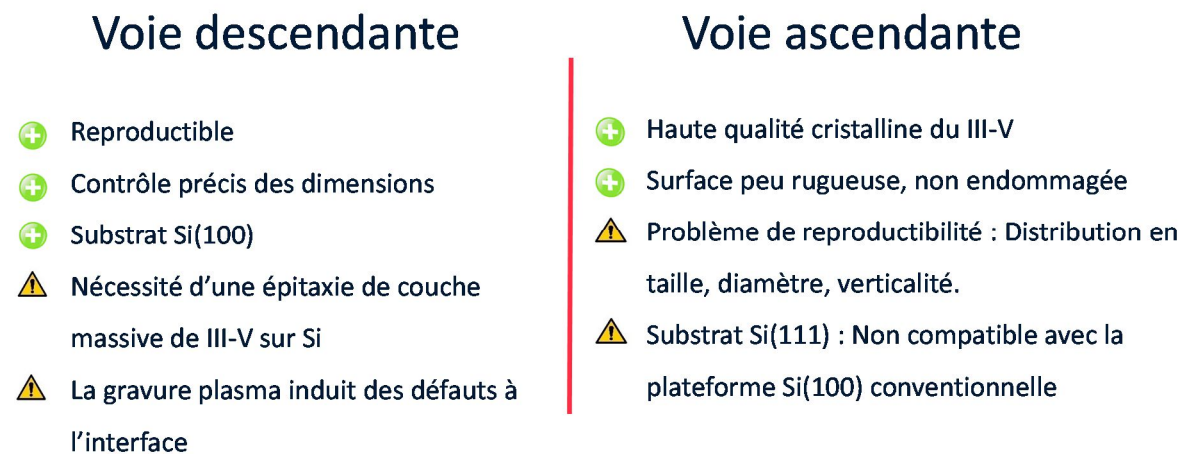 Voie descendante
Reproductible
Contrôle précis des dimensions
Substrat Si(100)
Nécessité d’une épitaxie de couche
massive de III-V sur Si
La gravure plasma induit des défauts à
l’interface
Voie ascendante
Haute qualité cristalline du III-V
Surface peu rugueuse, non endommagée
Problème de reproductibilité : Distribution en
taille, diamètre, verticalité.
Substrat Si(111) : Non compatible avec la
plateforme Si(100) conventionnelle